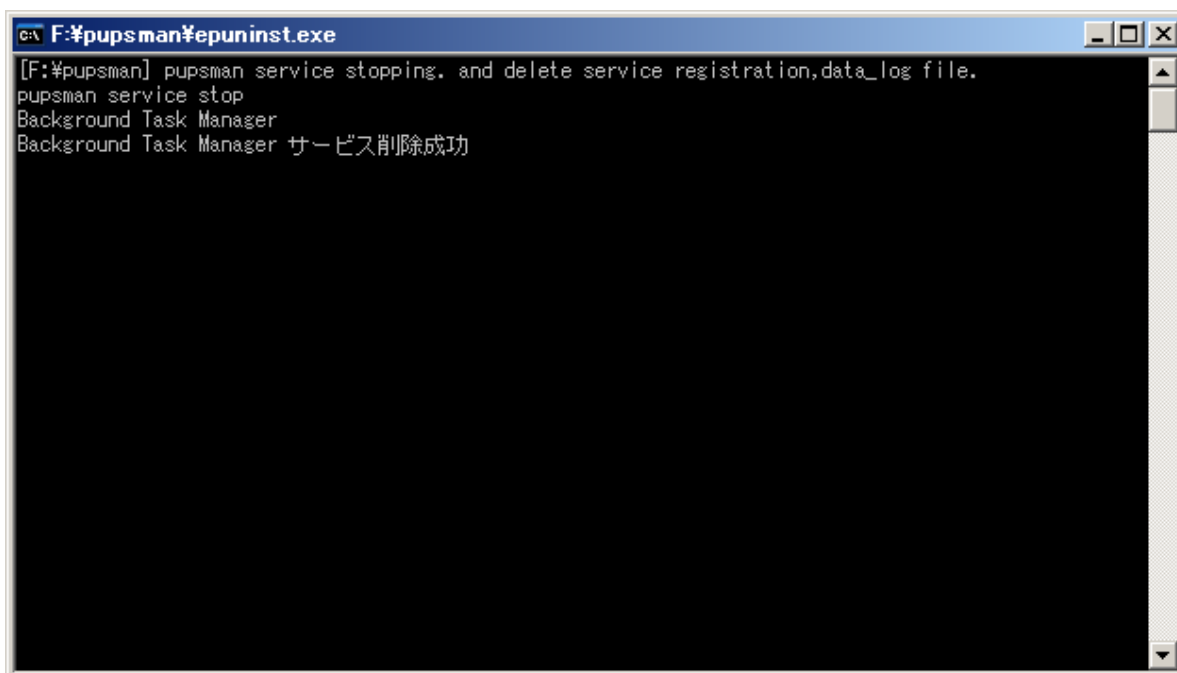 F:¥pupsman¥epuninst.exe
[F:¥pupsman] pupsman service stopping. and delete service registration,data_log file.
pupsman service stop
Background Task Manager
Background Task Manager サービス削除成功